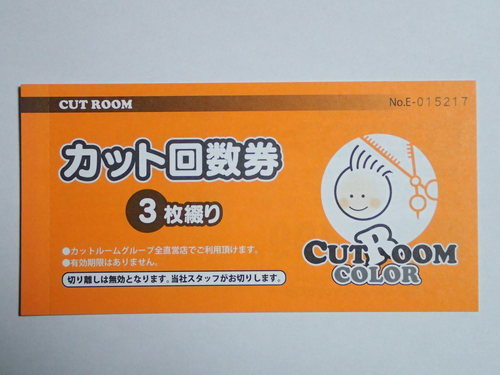 CUT ROOM
No.E-015217
カット回数券
3枚綴り
●カットルームグループ全直営店でご利用頂けます。
●有効期限はありません。
切り離しは無効となります。当社スタッフがお切りします。
CUT ROOM
COLOR